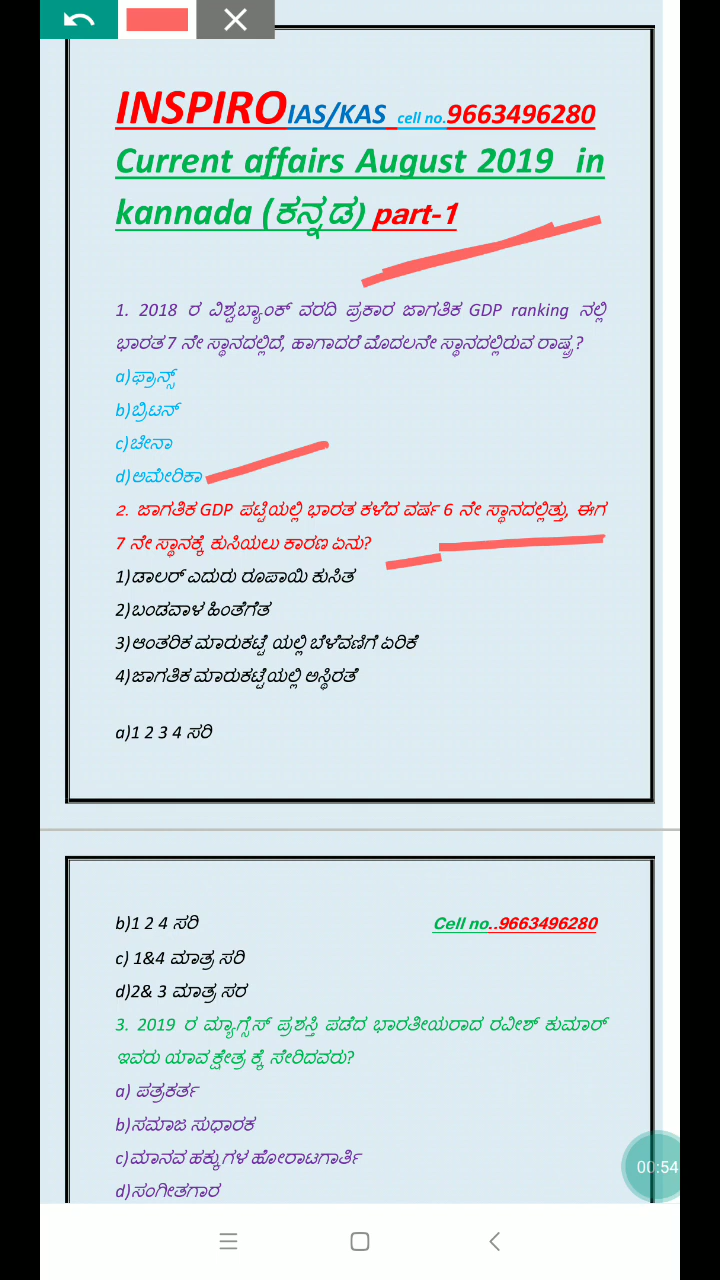 INSPIRO IAS/KAS cell no.9663496280
Current affairs August 2019 in
kannada (ಕನ್ನಡ) part-1
1. 2018 ರ ವಿಶ್ವಬ್ಯಾಂಕ್ ವರದಿ ಪ್ರಕಾರ ಜಾಗತಿಕ GDP ranking ನಲ್ಲಿ
ಭಾರತ 7 ನೇ ಸ್ಥಾನದಲ್ಲಿದೆ, ಹಾಗಾದರೆ ಮೊದಲನೇ ಸ್ಥಾನದಲ್ಲಿರುವ ರಾಷ್ಟ್ರ?
a)ಫ್ರಾನ್ಸ್
b)ಬ್ರಿಟನ್
c)ಚೀನಾ
d)ಅಮೇರಿಕಾ
2. ಜಾಗತಿಕ GDP ಪಟ್ಟಿಯಲ್ಲಿ ಭಾರತ ಕಳೆದ ವರ್ಷ 6 ನೇ ಸ್ಥಾನದಲ್ಲಿತ್ತು, ಈಗ
7 ನೇ ಸ್ಥಾನಕ್ಕೆ ಕುಸಿಯಲು ಕಾರಣ ಏನು?
1)ಡಾಲರ್ ಎದುರು ರೂಪಾಯಿ ಕುಸಿತ
2)ಬಂಡವಾಳ ಹಿಂತೆಗೆತ
3)ಆಂತರಿಕ ಮಾರುಕಟ್ಟೆ ಯಲ್ಲಿ ಬೆಳೆವಣಿಗೆ ಏರಿಕೆ
4)ಜಾಗತಿಕ ಮಾರುಕಟ್ಟೆಯಲ್ಲಿ ಅಸ್ಥಿರತೆ
a)1 2 3 4 ಸರಿ
b)1 2 4 ಸರಿ Cell no..9663496280
c) 1&4 ಮಾತ್ರ ಸರಿ
d)2& 3 ಮಾತ್ರ ಸರ
3. 2019 ರ ಮ್ಯಾಗ್ಸೆಸ್ ಪ್ರಶಸ್ತಿ ಪಡೆದ ಭಾರತೀಯರಾದ ರವೀಶ್ ಕುಮಾರ್
ಇವರು ಯಾವ ಕ್ಷೇತ್ರ ಕ್ಕೆ ಸೇರಿದವರು?
a) ಪತ್ರಕರ್ತ
b)ಸಮಾಜ ಸುಧಾರಕ
c)ಮಾನವ ಹಕ್ಕುಗಳ ಹೋರಾಟಗಾರ್ತಿ
d)ಸಂಗೀತಗಾರ
00:54